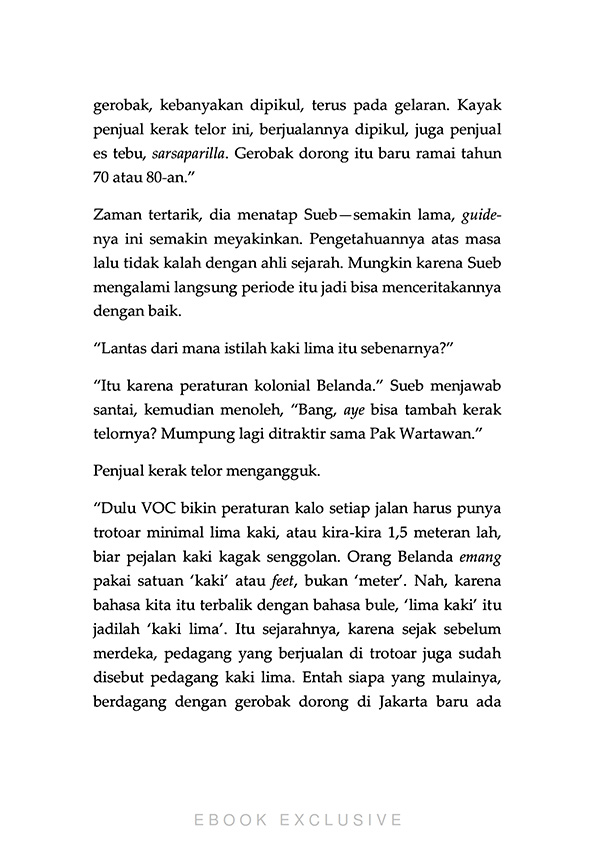 gerobak, kebanyakan dipikul, terus pada gelaran. Kayak
penjual kerak telor ini, berjualannya dipikul, juga penjual
es tebu, sarsaparilla. Gerobak dorong itu baru ramai tahun
70 atau 80-an.”
Zaman tertarik, dia menatap Sueb—semakin lama, guide-
nya ini semakin meyakinkan. Pengetahuannya atas masa
lalu tidak kalah dengan ahli sejarah. Mungkin karena Sueb
mengalami langsung periode itu jadi bisa menceritakannya
dengan baik.
“Lantas dari mana istilah kaki lima itu sebenarnya?”
“Itu karena peraturan kolonial Belanda.” Sueb menjawab
santai, kemudian menoleh, “Bang, aye bisa tambah kerak
telornya? Mumpung lagi ditraktir sama Pak Wartawan.”
Penjual kerak telor mengangguk.
“Dulu VOC bikin peraturan kalo setiap jalan harus punya
trotoar minimal lima kaki, atau kira-kira 1,5 meteran lah,
biar pejalan kaki kagak senggolan. Orang Belanda emang
pakai satuan ‘kaki’ atau feet, bukan ‘meter’. Nah, karena
bahasa kita itu terbalik dengan bahasa bule, ‘lima kaki’ itu
jadilah ‘kaki lima’. Itu sejarahnya, karena sejak sebelum
merdeka, pedagang yang berjualan di trotoar juga sudah
disebut pedagang kaki lima. Entah siapa yang mulainya,
berdagang dengan gerobak dorong di Jakarta baru ada
EBOOK EXCLUSIVE